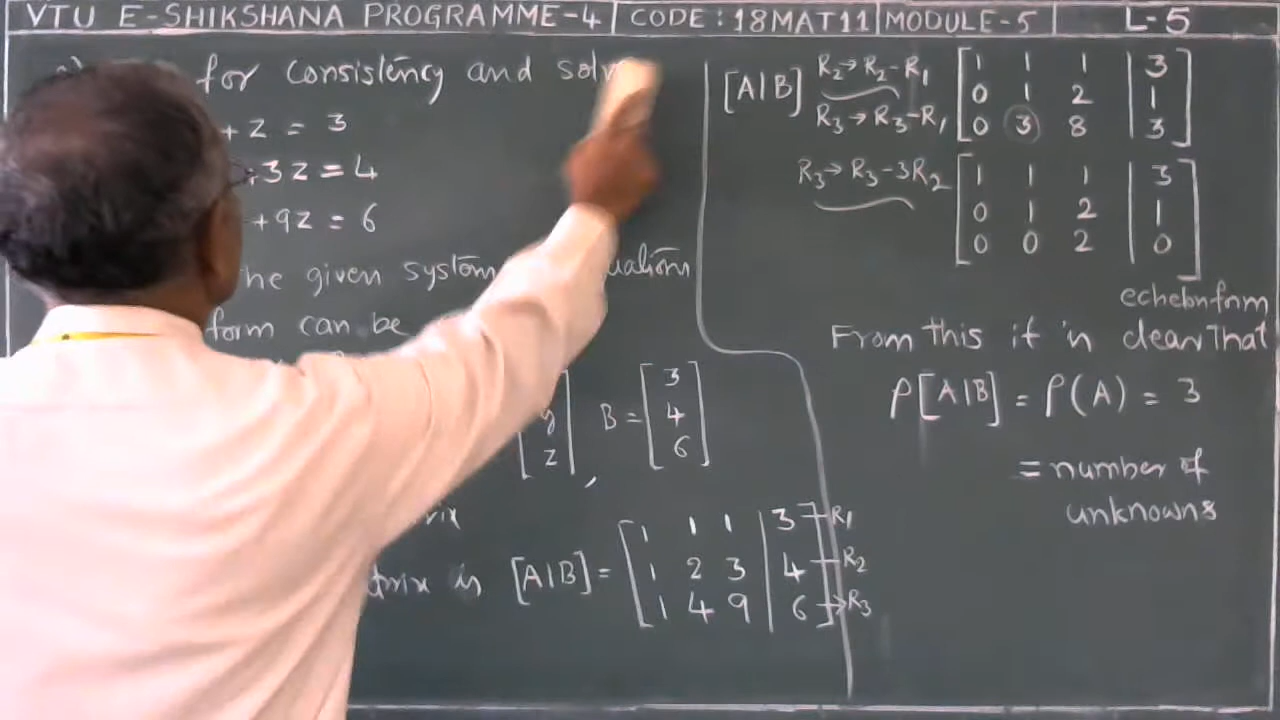 VTU E-SHIKSHANA PROGRAMME-4 | CODE : 18MAT11 | MODULE-5 | L-5
for consistency and solve
+ z = 3
+ 3z = 4
+ 9z = 6
the given system
form can be
y
z
,
B = [3
4
6]
trix is [A|B] = [1 1 1 | 3] → R1
1 2 3 | 4 → R2
1 4 9 | 6 → R3
[A|B] R2→R2-R1
R3→R3-R1
[1 1 1 | 3
0 1 2 | 1
0 3 8 | 3]
R3→R3-3R2
[1 1 1 | 3
0 1 2 | 1
0 0 2 | 0]
echelon form
From this it is clear That
ρ[A|B] = ρ(A) = 3
= number of
unknowns